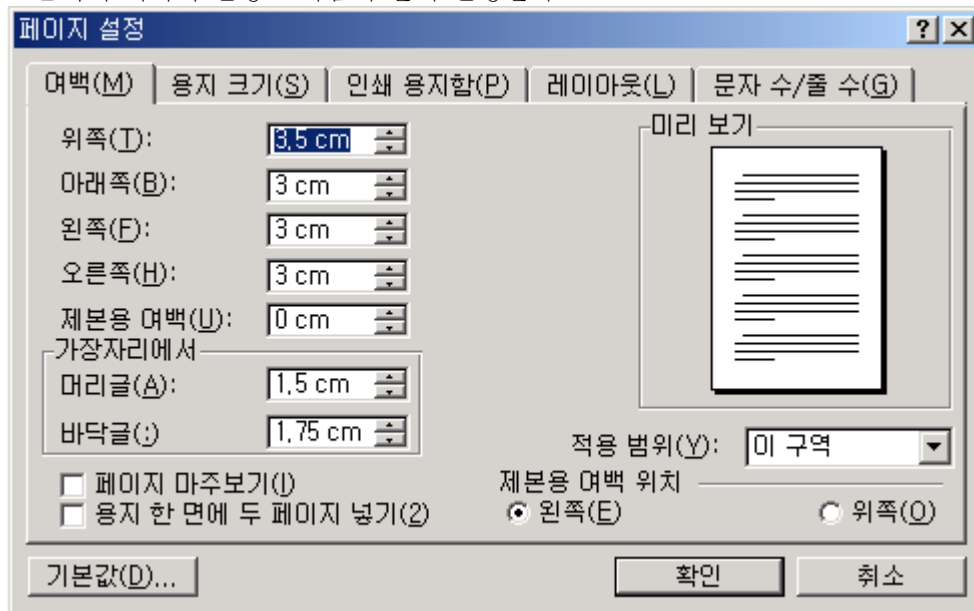 페이지 설정
여백(M) 용지 크기(S) 인쇄 용지함(P) 레이아웃(L) 문자 수/줄 수(G)
위쪽(T): 3.5 cm
아래쪽(B): 3 cm
왼쪽(F): 3 cm
오른쪽(H): 3 cm
제본용 여백(U): 0 cm
가장자리에서
머리글(A): 1.5 cm
바닥글(;) 1.75 cm
미리 보기
적용 범위(Y): 이 구역
페이지 마주보기(I)
용지 한 면에 두 페이지 넣기(2)
제본용 여백 위치
왼쪽(E) 위쪽(O)
기본값(D)... 확인 취소